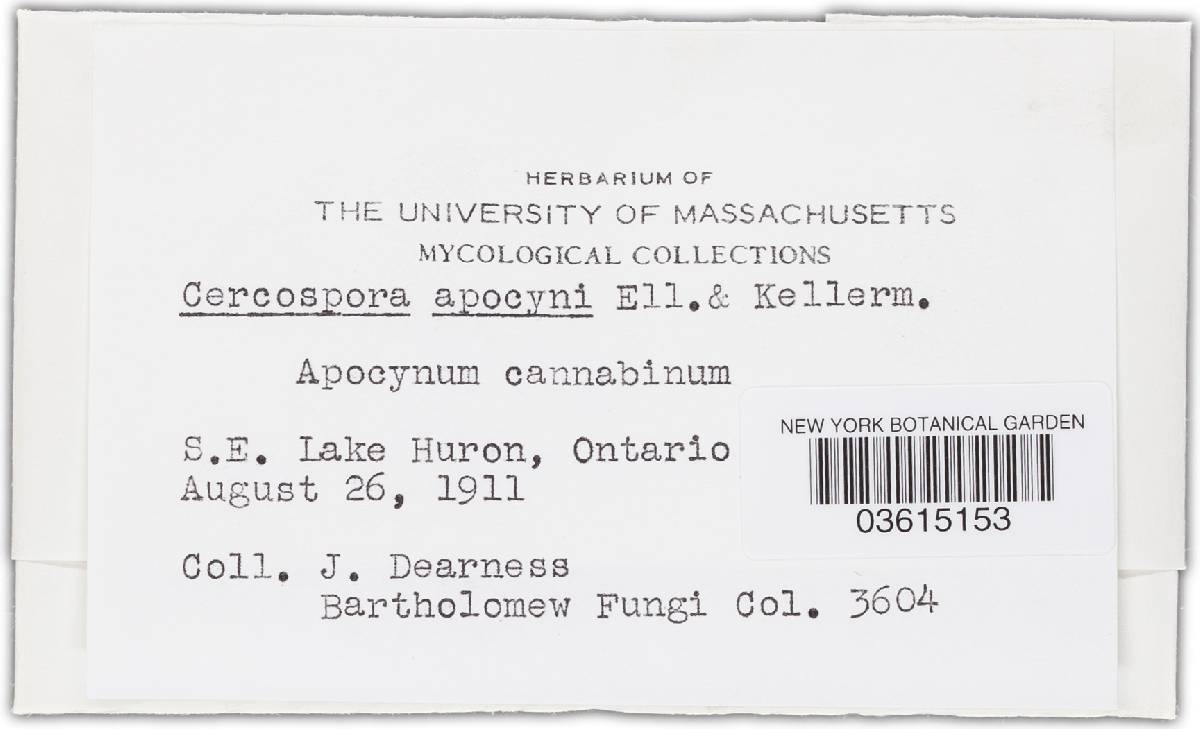 HERBARIUM OF
THE UNIVERSITY OF MASSACHUSETTS
MYCOLOGICAL COLLECTIONS
Cercospora apocyni Ell.& Kellerm.
Apocynum cannabinum
S.E. Lake Huron, Ontario
August 26, 1911
NEW YORK BOTANICAL GARDEN
03615153
Coll. J. Dearness
Bartholomew Fungi Col. 3604